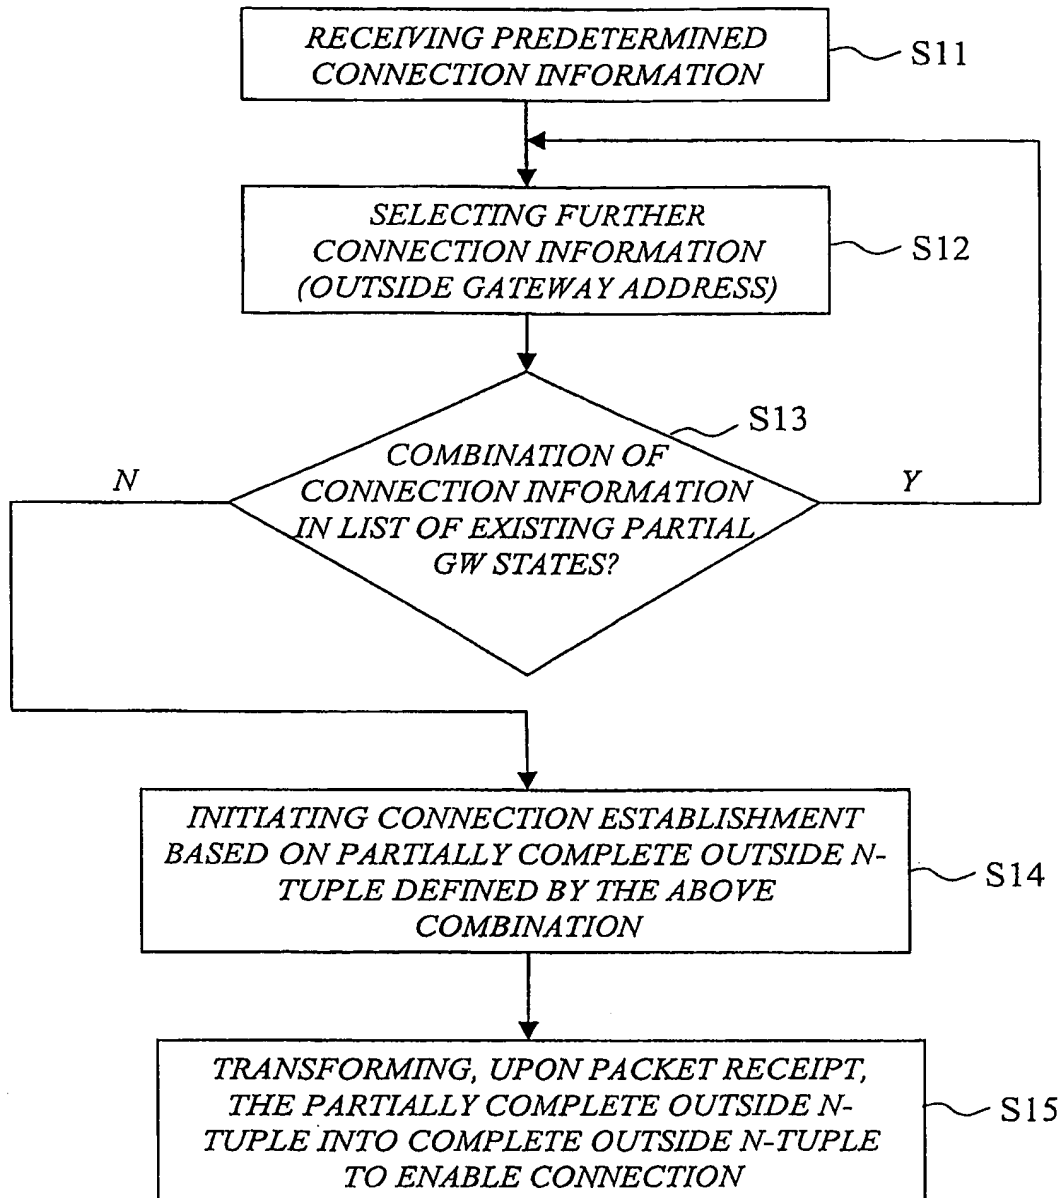 RECEIVING PREDETERMINED
CONNECTION INFORMATION
S11
SELECTING FURTHER
CONNECTION INFORMATION
(OUTSIDE GATEWAY ADDRESS)
S12
S13
COMBINATION OF
CONNECTION INFORMATION
IN LIST OF EXISTING PARTIAL
GW STATES?
N
Y
INITIATING CONNECTION ESTABLISHMENT
BASED ON PARTIALLY COMPLETE OUTSIDE N-
TUPLE DEFINED BY THE ABOVE
COMBINATION
S14
TRANSFORMING, UPON PACKET RECEIPT,
THE PARTIALLY COMPLETE OUTSIDE N-
TUPLE INTO COMPLETE OUTSIDE N-TUPLE
TO ENABLE CONNECTION
S15